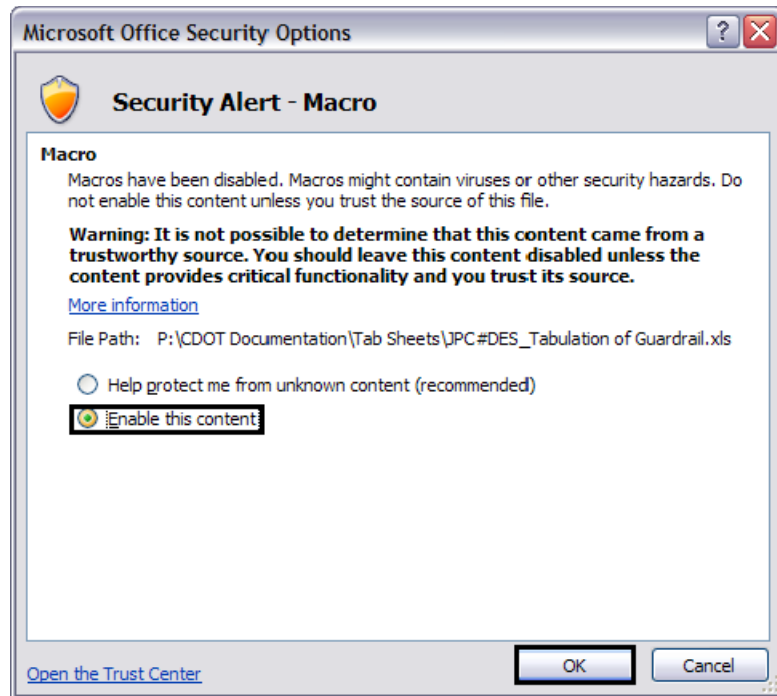 Microsoft Office Security Options
?
Security Alert - Macro
Macro
Macros have been disabled. Macros might contain viruses or other security hazards. Do
not enable this content unless you trust the source of this file.
Warning: It is not possible to determine that this content came from a
trustworthy source. You should leave this content disabled unless the
content provides critical functionality and you trust its source.
More information
File Path: P:\CDOT Documentation\Tab Sheets\JPC#DES_Tabulation of Guardrail.xls
Help protect me from unknown content (recommended)
Enable this content
Open the Trust Center
OK
Cancel